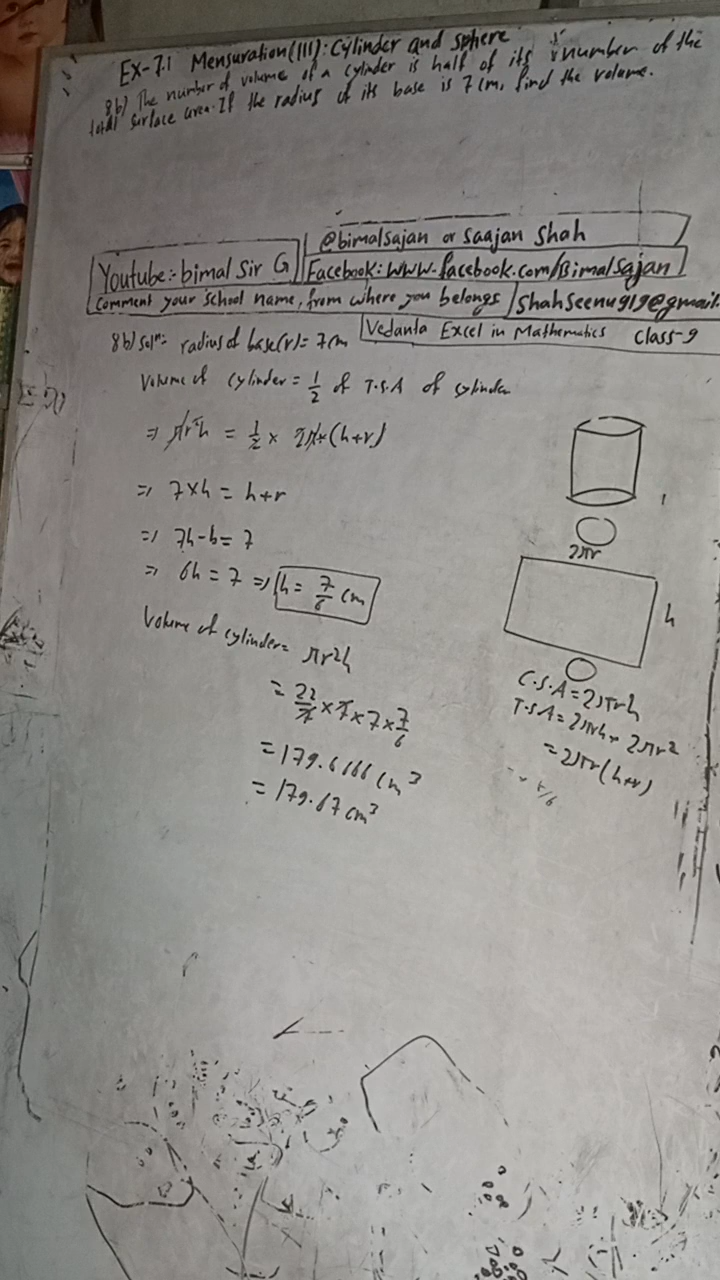 Ex-7.1 Mensuration(III): Cylinder and sphere
8b) The number of volume of a cylinder is half of its number of the
total surface area. If the radius of its base is 7cm, find the volume.
@bimalsajan or Saajan Shah
Youtube:- bimal Sir G
Facebook: www.facebook.com/Bimalsajan
Comment your School name, from where you belongs
Shahseenu919@gmail.
Vedanta Excel in Mathematics Class-9
8b) Solⁿ: radius of base(r)= 7cm
Volume of cylinder = 1/2 of T.S.A of cylinder
⇒ πr²h = 1/2 × 2πr(h+r)
⇒ 7×h = h+r
⇒ 7h-h= 7
⇒ 6h = 7 ⇒ h = 7/6 cm
Volume of cylinder= πr²h
= 22/7 × 7 × 7 × 7/6
= 179.6666 cm³
= 179.67 cm³
2πr
h
C.S.A = 2πrh
T.S.A = 2πrh + 2πr²
= 2πr(h+r)